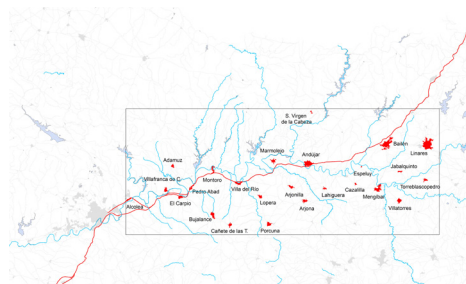 S. Virgen
de la Cabeza
Bailén
Linares
Marmolejo
Andújar
Adamuz
Montoro
Espeluy
Jabalquinto
Villafranca de C.
Pedro Abad
Villa del Río
Arjonilla
Lahiguera
Cazalilla
Mengíbar
Torreblascopedro
El Carpio
Lopera
Arjona
Villatorres
Alcolea
Bujalance
Cañete de las T.
Porcuna